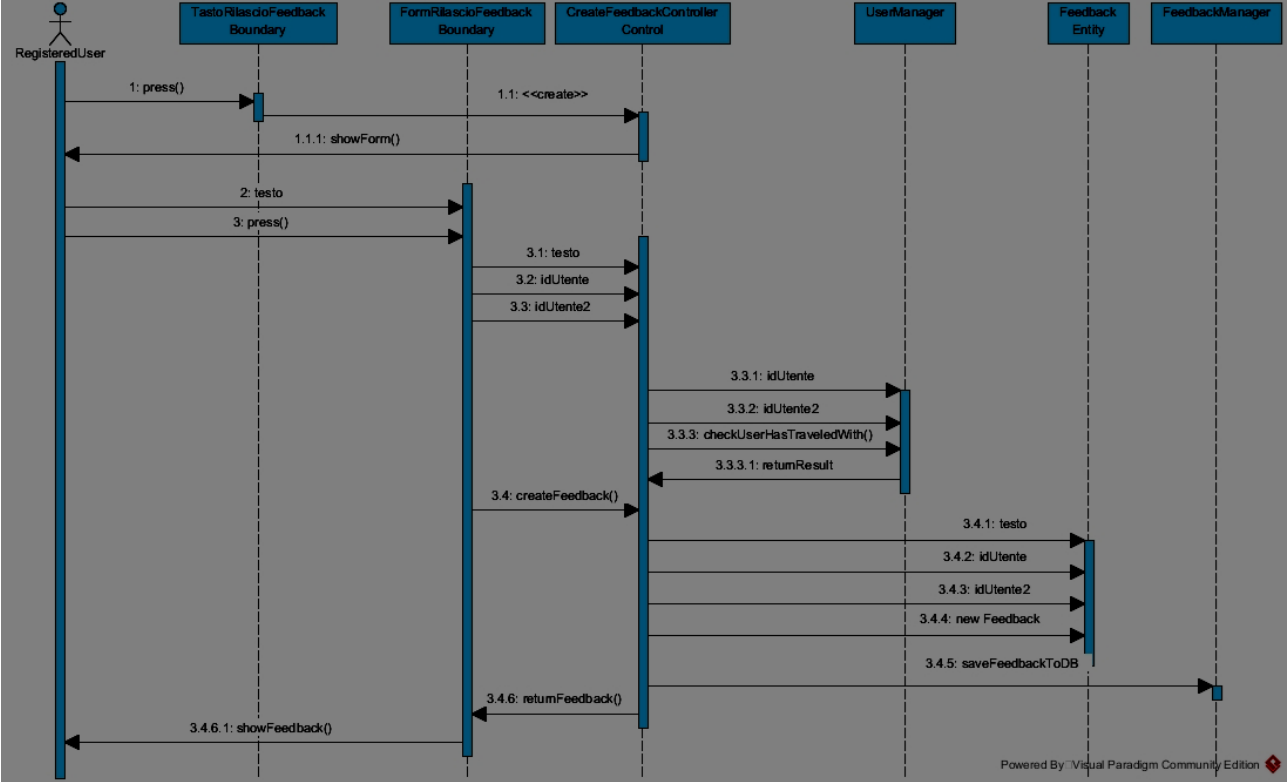 TastoRilascioFeedback
Boundary
FormRilascioFeedback
Boundary
CreateFeedbackController
Control
UserManager
Feedback
Entity
FeedbackManager
RegisteredUser
1: press()
1.1: <<create>>
1.1.1: showForm()
2: testo
3: press()
3.1: testo
3.2: idUtente
3.3: idUtente2
3.3.1: idUtente
3.3.2: idUtente2
3.3.3: checkUserHasTraveledWith()
3.3.3.1: returnResult
3.4: createFeedback()
3.4.1: testo
3.4.2: idUtente
3.4.3: idUtente2
3.4.4: new Feedback
3.4.5: saveFeedbackToDB
3.4.6: returnFeedback()
3.4.6.1: showFeedback()
Powered By Visual Paradigm Community Edition